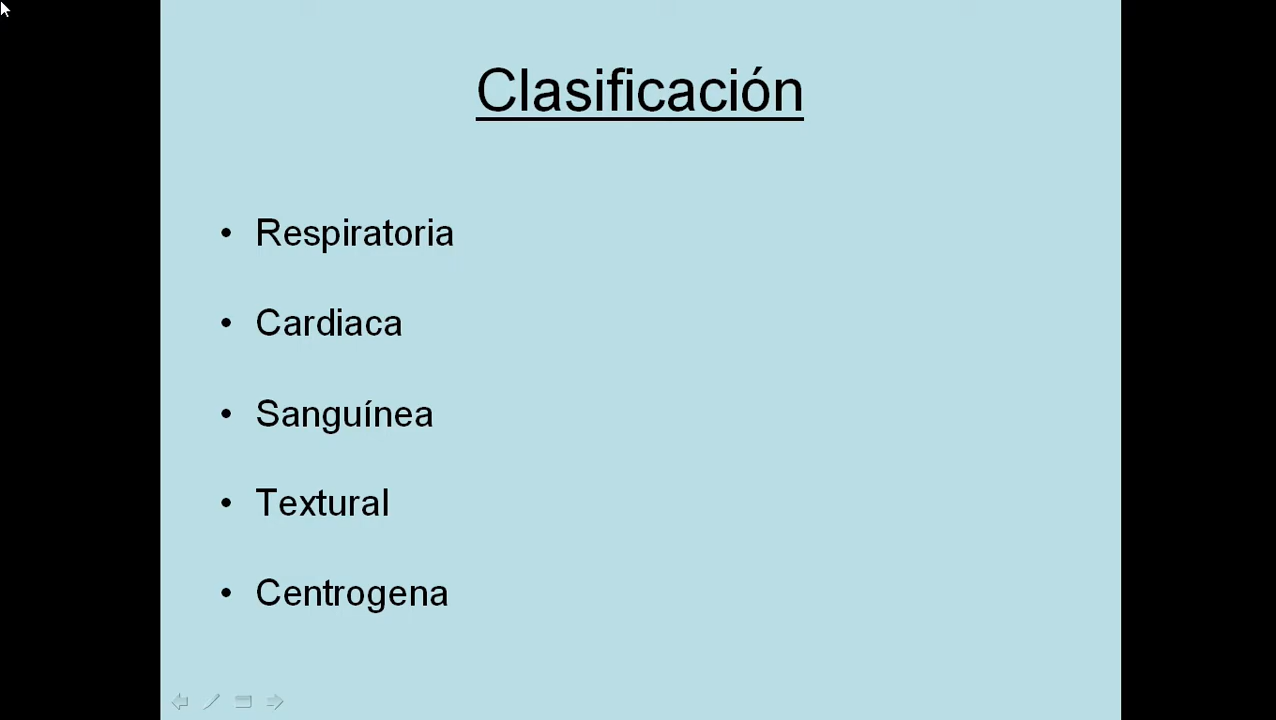 Clasificación
• Respiratoria
• Cardiaca
• Sanguínea
• Textural
• Centrogena